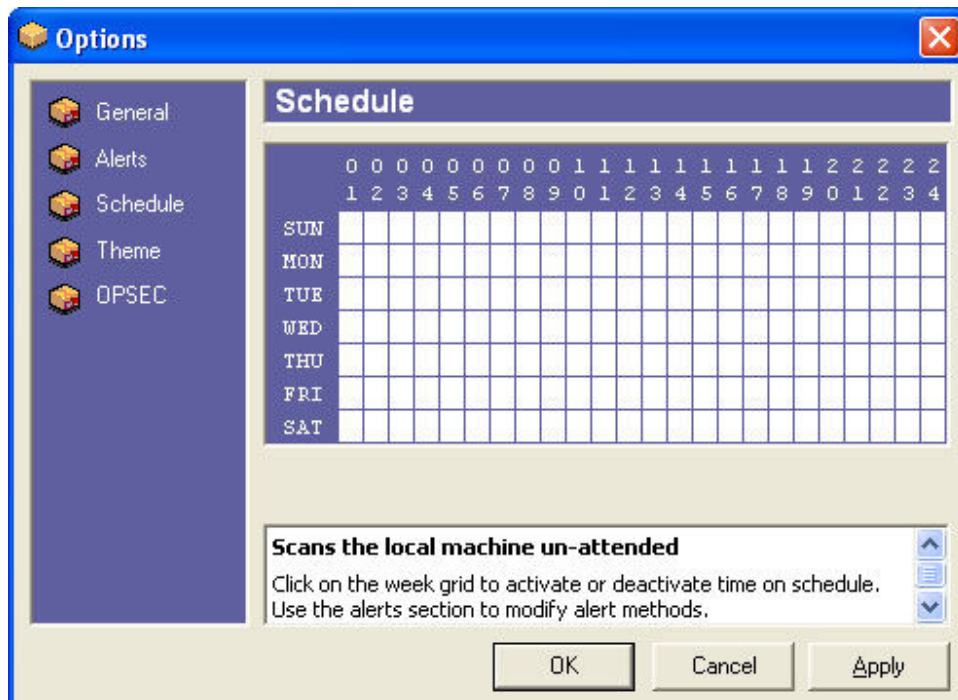 Options
General
Alerts
Schedule
Theme
OPSEC
Schedule
0 0 0 0 0 0 0 0 0 1 1 1 1 1 1 1 1 1 1 2 2 2 2 2
1 2 3 4 5 6 7 8 9 0 1 2 3 4 5 6 7 8 9 0 1 2 3 4
SUN
MON
TUE
WED
THU
FRI
SAT
Scans the local machine un-attended
Click on the week grid to activate or deactivate time on schedule.
Use the alerts section to modify alert methods.
OK Cancel Apply